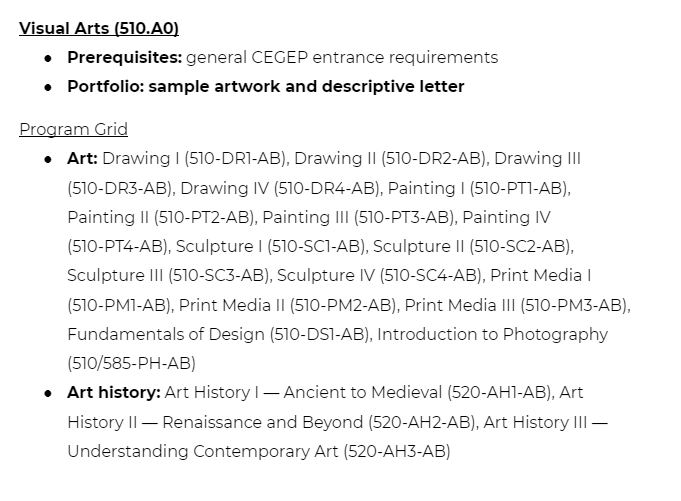 Visual Arts (510.A0)
● Prerequisites: general CEGEP entrance requirements
● Portfolio: sample artwork and descriptive letter
Program Grid
● Art: Drawing I (510-DR1-AB), Drawing II (510-DR2-AB), Drawing III
(510-DR3-AB), Drawing IV (510-DR4-AB), Painting I (510-PT1-AB),
Painting II (510-PT2-AB), Painting III (510-PT3-AB), Painting IV
(510-PT4-AB), Sculpture I (510-SC1-AB), Sculpture II (510-SC2-AB),
Sculpture III (510-SC3-AB), Sculpture IV (510-SC4-AB), Print Media I
(510-PM1-AB), Print Media II (510-PM2-AB), Print Media III (510-PM3-AB),
Fundamentals of Design (510-DS1-AB), Introduction to Photography
(510/585-PH-AB)
● Art history: Art History I — Ancient to Medieval (520-AH1-AB), Art
History II — Renaissance and Beyond (520-AH2-AB), Art History III —
Understanding Contemporary Art (520-AH3-AB)